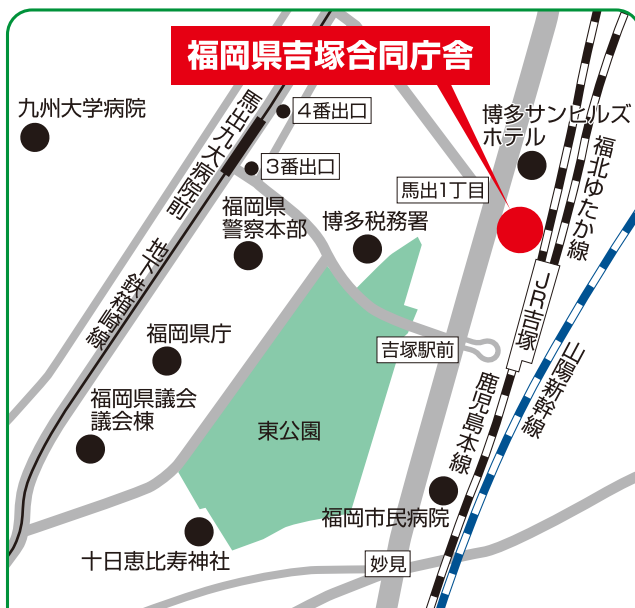 福岡県吉塚合同庁舎
九州大学病院
4番出口
博多サンヒルズ
ホテル
馬出九大病院前
3番出口
馬出1丁目
福北ゆたか線
福岡県
警察本部
博多税務署
地下鉄箱崎線
JR吉塚
福岡県庁
吉塚駅前
山陽新幹線
鹿児島本線
福岡県議会
議会棟
東公園
福岡市民病院
十日恵比寿神社
妙見